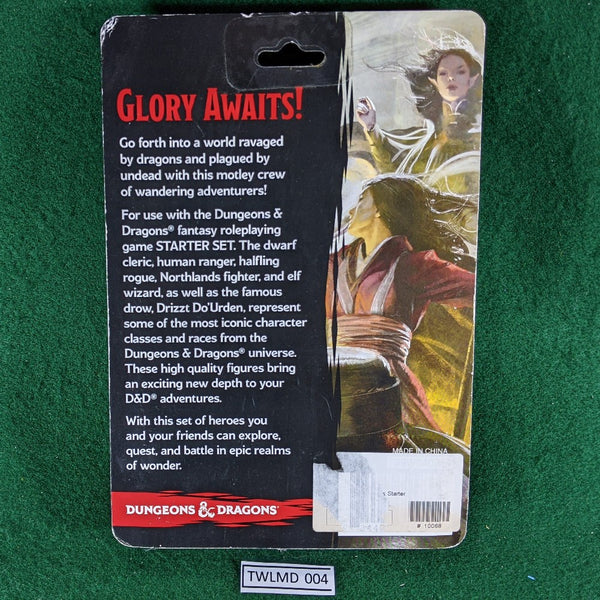 GLORY AWAITS!
Go forth into a world ravaged
by dragons and plagued by
undead with this motley crew
of wandering adventurers!
For use with the Dungeons &
Dragons® fantasy roleplaying
game STARTER SET. The dwarf
cleric, human ranger, halfling
rogue, Northlands fighter, and elf
wizard, as well as the famous
drow, Drizzt Do'Urden, represent
some of the most iconic character
classes and races from the
Dungeons & Dragons® universe.
These high quality figures bring
an exciting new depth to your
D&D® adventures.
With this set of heroes you
and your friends can explore,
quest, and battle in epic realms
of wonder.
MADE IN CHINA
Starter
# 10068
DUNGEONS & DRAGONS®
TWLMD 004